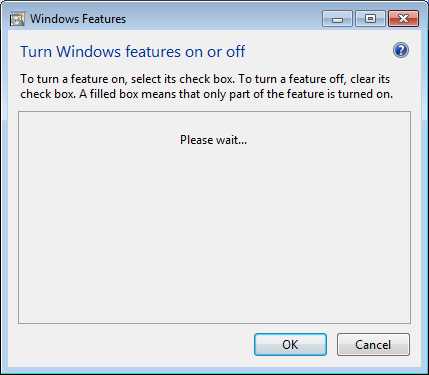 Windows Features
Turn Windows features on or off
To turn a feature on, select its check box. To turn a feature off, clear its
check box. A filled box means that only part of the feature is turned on.
Please wait...
OK
Cancel